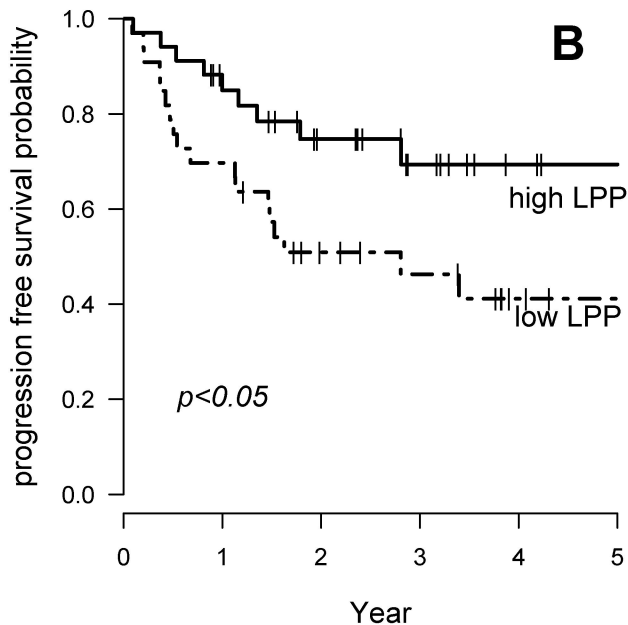 B
progression free survival probability
1.0
0.8
0.6
0.4
0.2
0.0
high LPP
low LPP
p<0.05
0 1 2 3 4 5
Year